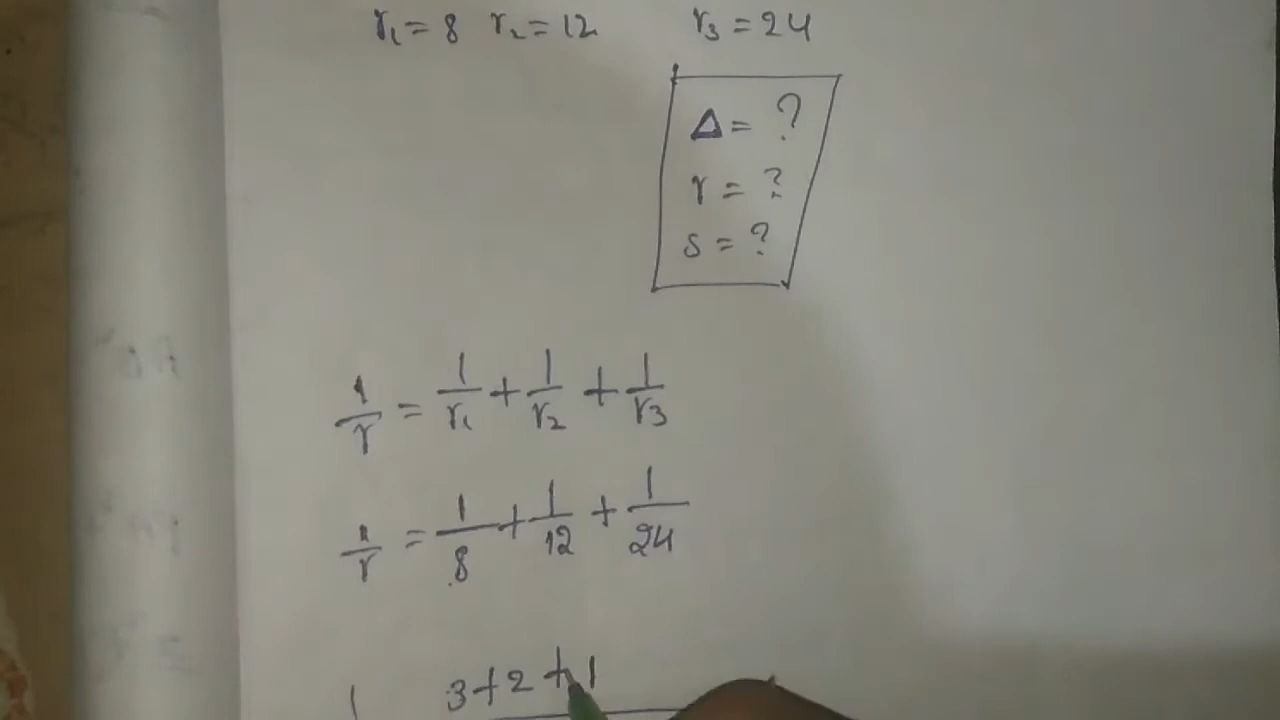 r₁ = 8 r₂ = 12 r₃ = 24
Δ = ?
r = ?
s = ?
1/r = 1/r₁ + 1/r₂ + 1/r₃
1/r = 1/8 + 1/12 + 1/24
1 3+2+1